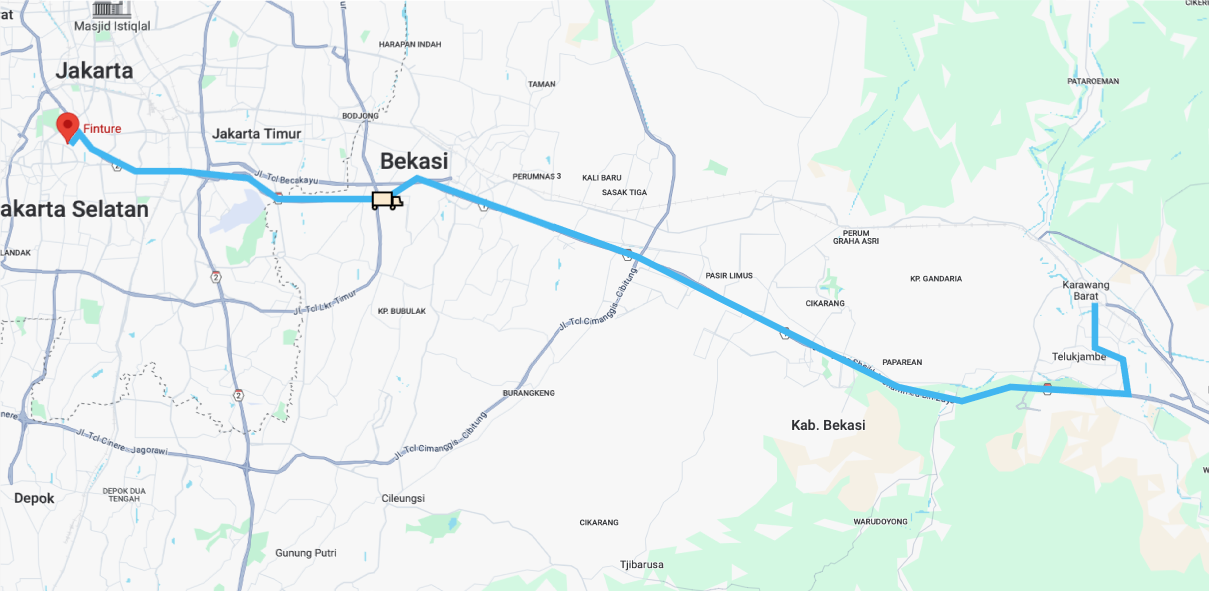 at
Masjid Istiqlal
CIKERI
HARAPAN INDAH
Jakarta
TAMAN
PATAROEMAN
BODJONG
Finture
Jakarta Timur
Bekasi
Jl. Tol Becakayu
PERUMNAS 3
KALI BARU
SASAK TIGA
akarta Selatan
PERUM
GRAHA ASRI
LANDAK
2
PASIR LIMUS
KP. GANDARIA
Karawang
Barat
CIKARANG
Jl. Tol Lkr Timur
KP. BUBULAK
Jl. Tol Cimanggis - Cibitung
Telukjambe
PAPAREAN
2
BURANGKENG
Kab. Bekasi
nere
Jl. Tol Cinere - Jagorawi
Jl. Tol Cimanggis - Cibitung
Depok
DEPOK DUA
TENGAH
Cileungsi
CIKARANG
WARUDOYONG
Gunung Putri
Tjibarusa